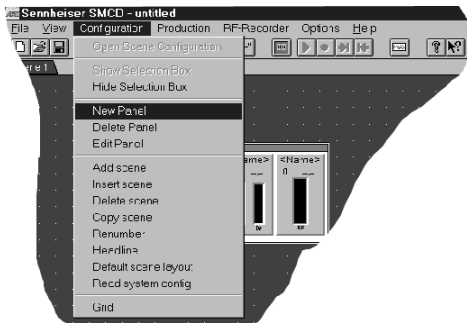 Sennheiser SMCD - untitled
File View Configuration Production RF-Recorder Options Help
Open Scene Configuration
Show Selection Box
Hide Selection Box
New Panel
Delete Panel
Edit Panel
<Name>
Add scene
Insert scene
Delete scene
Copy scene
Renumber
Headline
Default scene layout
Read system config
Grid